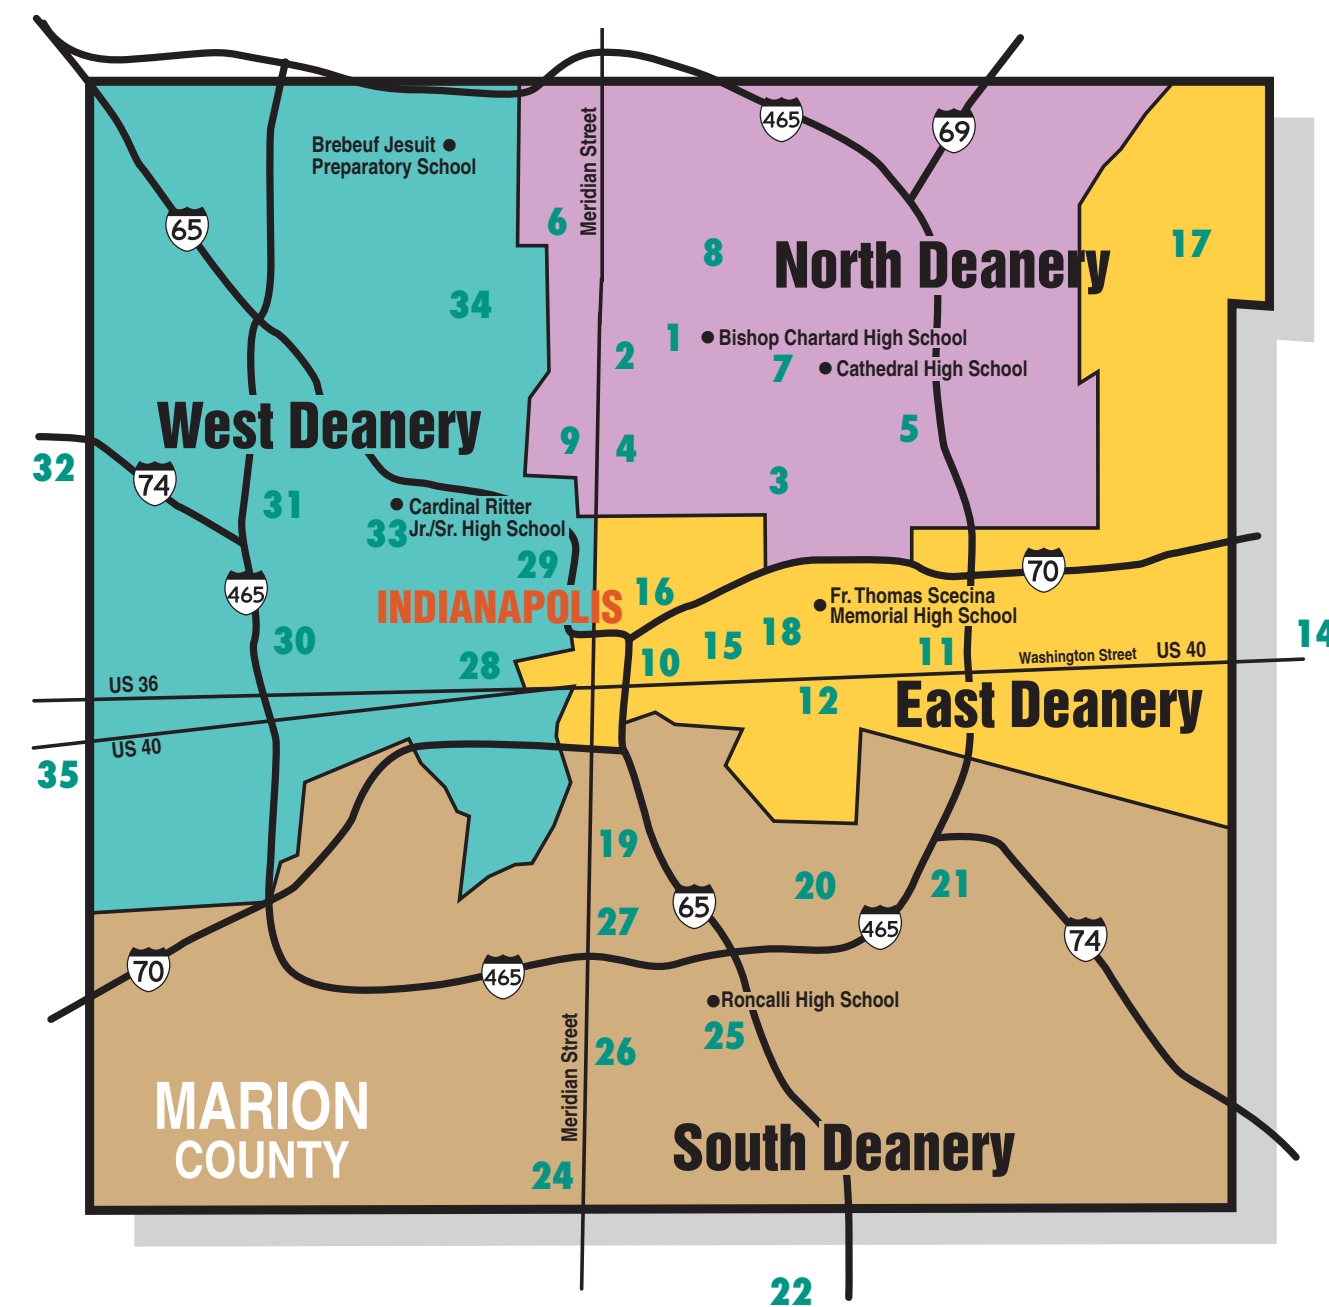 Brebeuf Jesuit
Preparatory School
Meridian Street
465
69
65
6
8
17
North Deanery
34
1
Bishop Chartard High School
2
7
Cathedral High School
West Deanery
9
4
5
32
74
3
31
Cardinal Ritter
33
Jr./Sr. High School
29
70
465
16
Fr. Thomas Scecina
Memorial High School
INDIANAPOLIS
30
18
15
14
28
10
11
Washington Street
US 40
US 36
12
East Deanery
US 40
35
19
20
21
65
27
465
74
70
465
Roncalli High School
25
26
Meridian Street
MARION
COUNTY
South Deanery
24
22